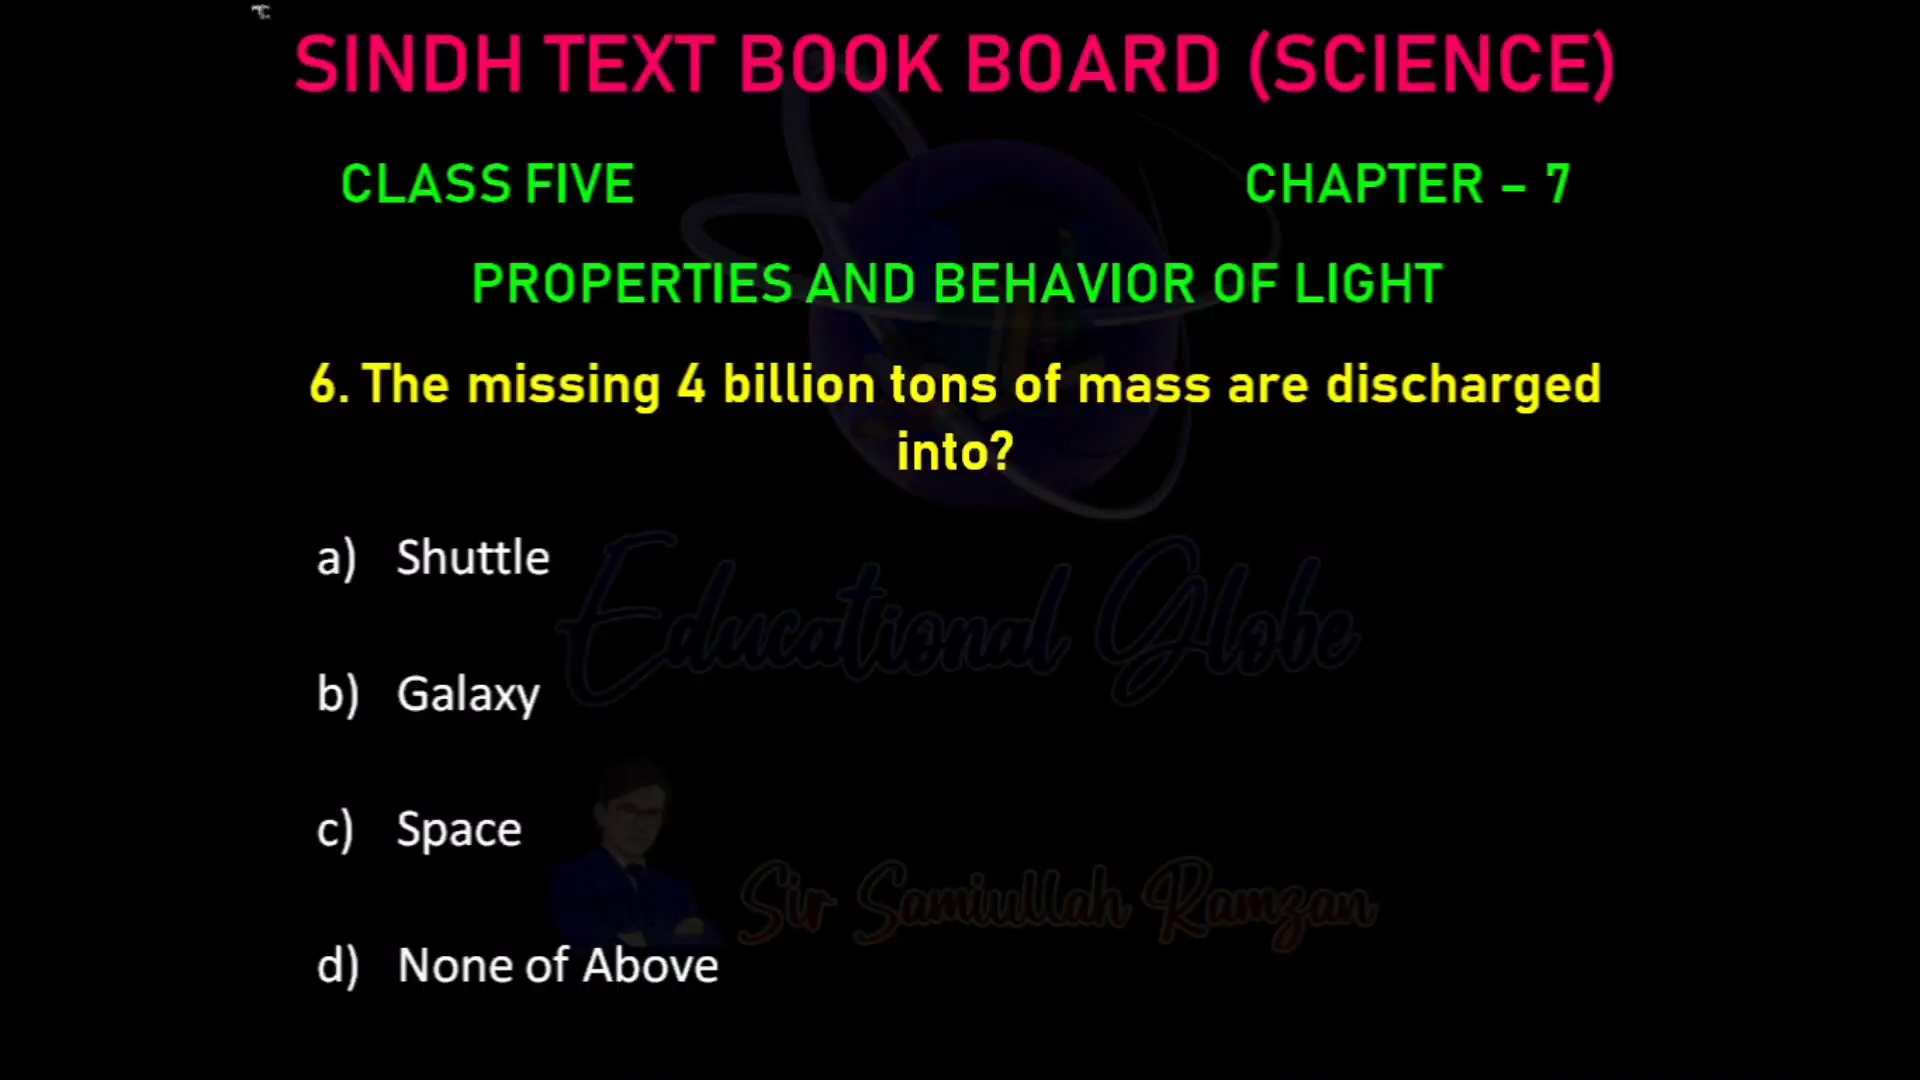 SINDH TEXT BOOK BOARD (SCIENCE)
CLASS FIVE
CHAPTER – 7
PROPERTIES AND BEHAVIOR OF LIGHT
6. The missing 4 billion tons of mass are discharged
into?
a) Shuttle
b) Galaxy
c) Space
d) None of Above
Educational Globe
Sir Samiullah Ramzan